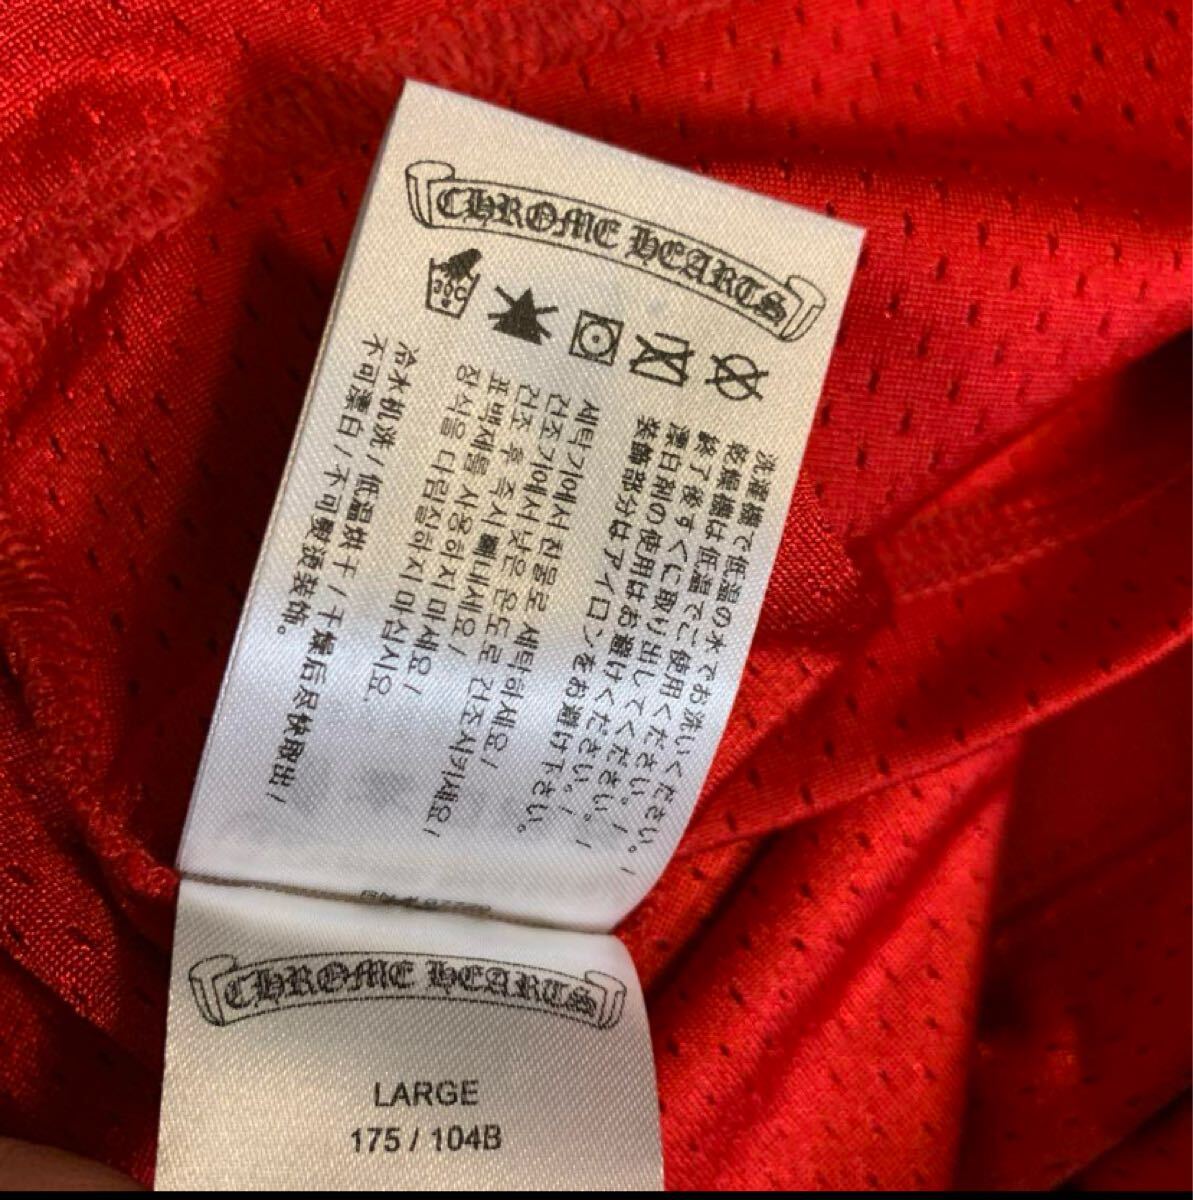 CHROME HEARTS
洗濯機で低温の水でお洗いください。/
乾燥機は低温でご使用ください。/
終了後すぐに取り出してください。/
漂白剤の使用はお避けください。/
装飾部分はアイロンをお避け下さい。
세탁기에서 찬물로 세탁하세요/
건조기에서 낮은 온도로 건조시키세요/
건조 후 즉시 빼내세요/
표백제를 사용하지 마세요/
장식을 다림질하지 마십시요.
冷水机洗/低温烘干/干燥后尽快取出/
不可漂白/不可熨烫装饰。
CHROME HEARTS
LARGE
175 / 104B